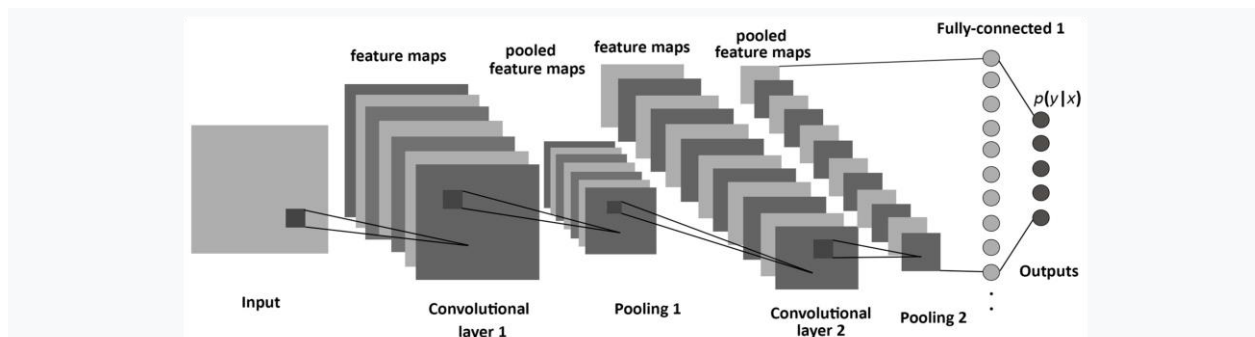 Fully-connected 1
feature maps
pooled
feature maps
feature maps
pooled
feature maps
p(y|x)
Input
Convolutional
layer 1
Pooling 1
Convolutional
layer 2
Pooling 2
Outputs